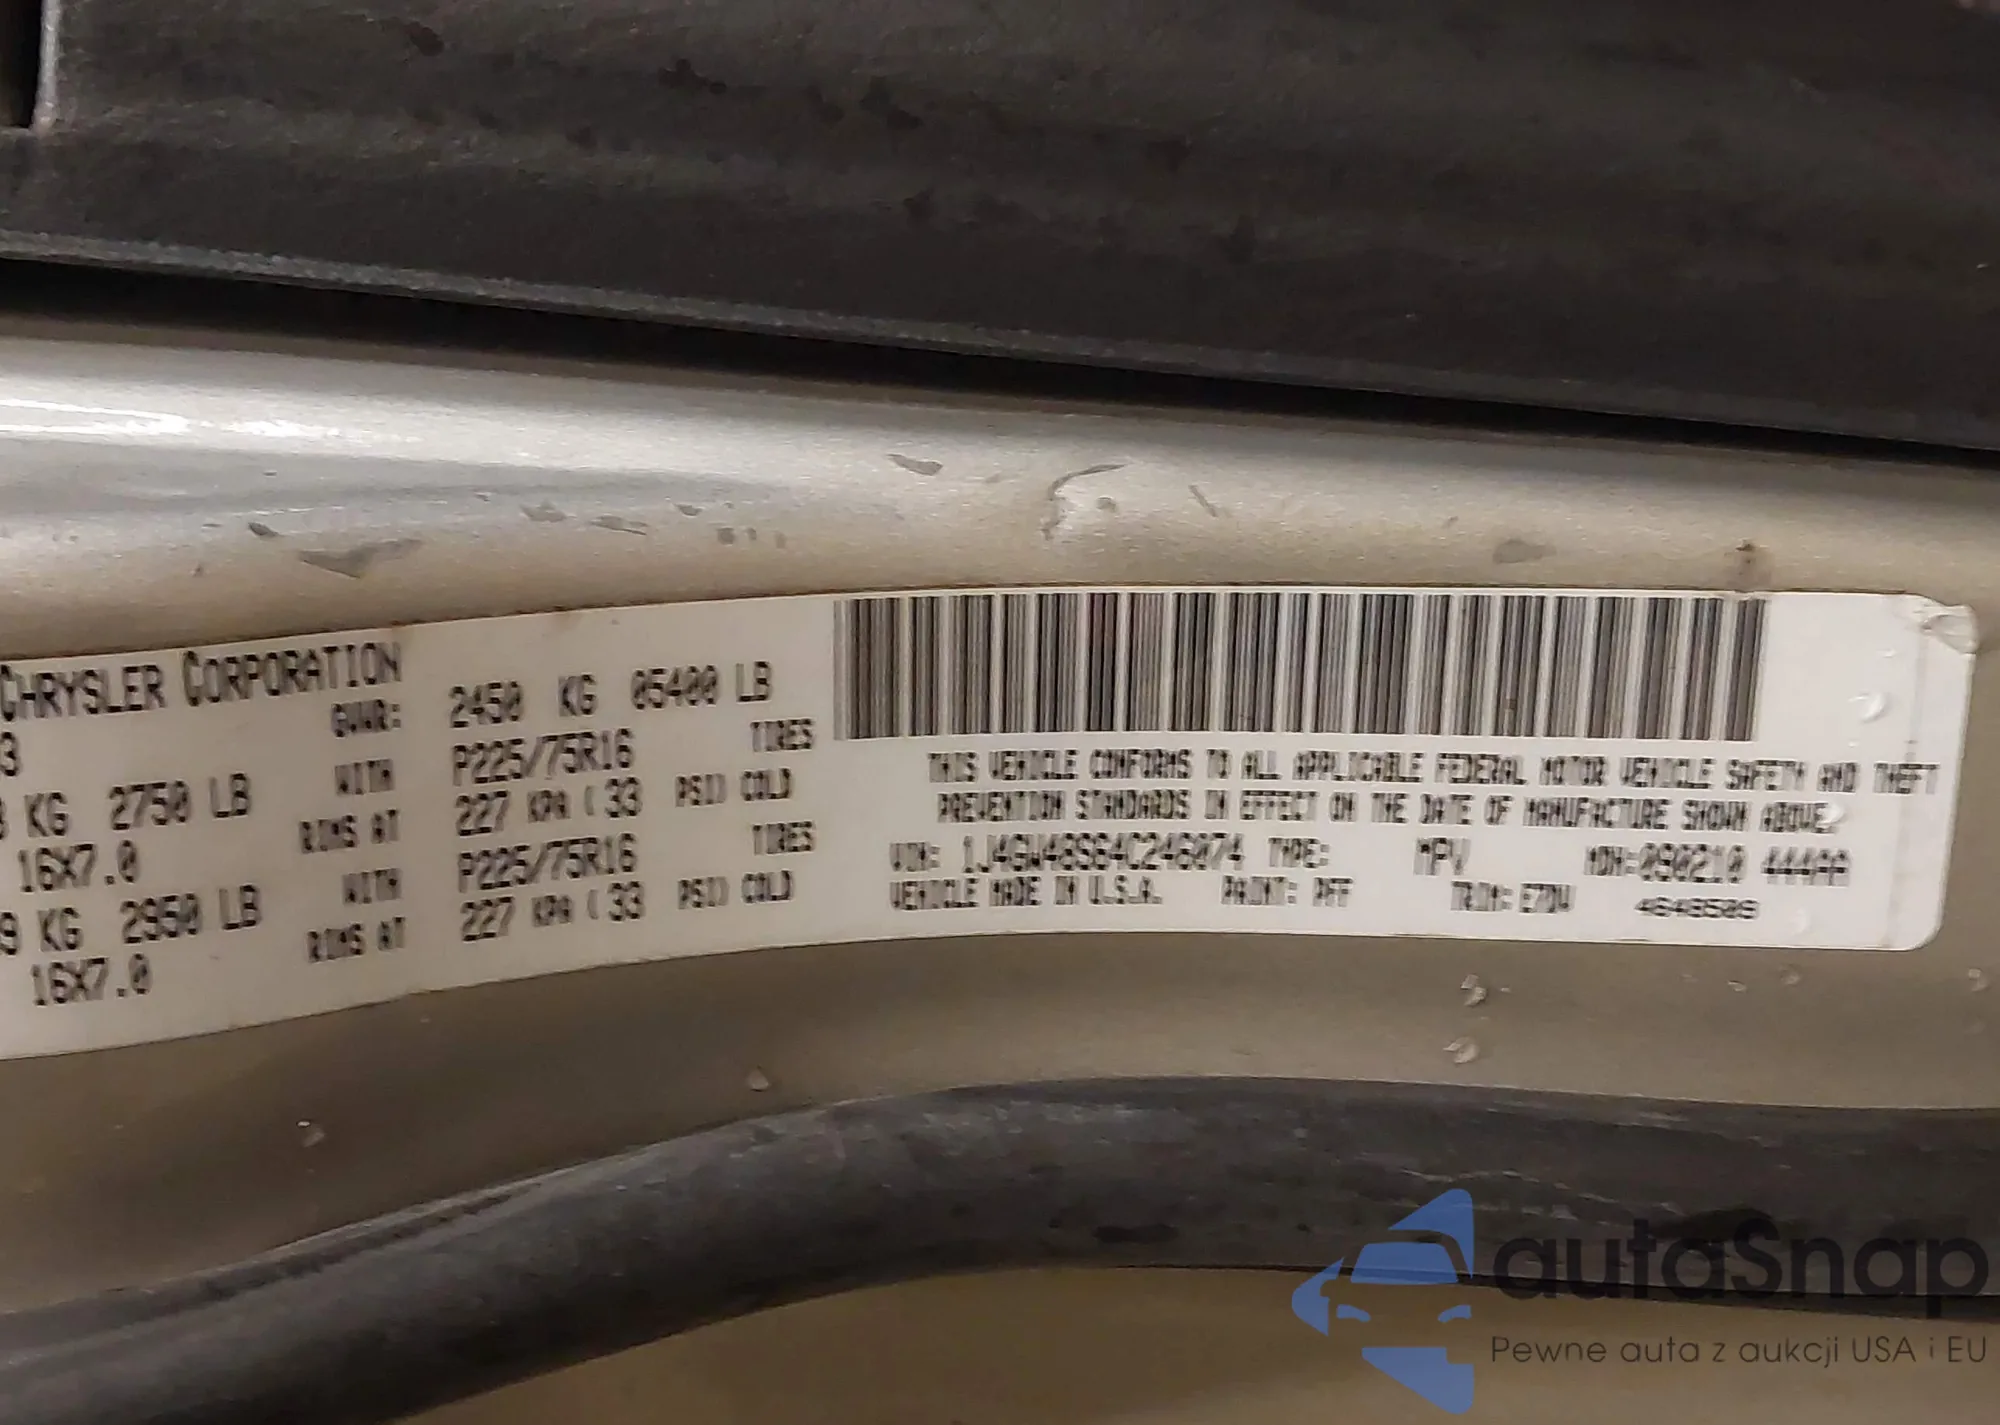 CHRYSLER CORPORATION
3
GVWR: 2450 KG 05400 LB
KG 2750 LB WITH P225/75R16 TIRES
16X7.0 RIMS AT 227 KPA ( 33 PSI) COLD
9 KG 2950 LB WITH P225/75R16 TIRES
16X7.0 RIMS AT 227 KPA ( 33 PSI) COLD
THIS VEHICLE CONFORMS TO ALL APPLICABLE FEDERAL MOTOR VEHICLE SAFETY AND THEFT
PREVENTION STANDARDS IN EFFECT ON THE DATE OF MANUFACTURE SHOWN ABOVE.
VIN: 1J4GW48S64C246074 TYPE: MPV MDH: 090210 444AA
VEHICLE MADE IN U.S.A. PAINT: PFF TRIM: 4648509
autaSnap
Pewne auta z aukcji USA i EU